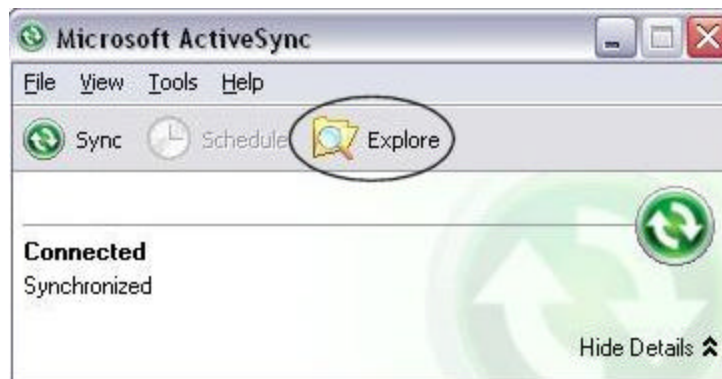 Microsoft ActiveSync
File View Tools Help
Sync Schedule Explore
Connected
Synchronized
Hide Details